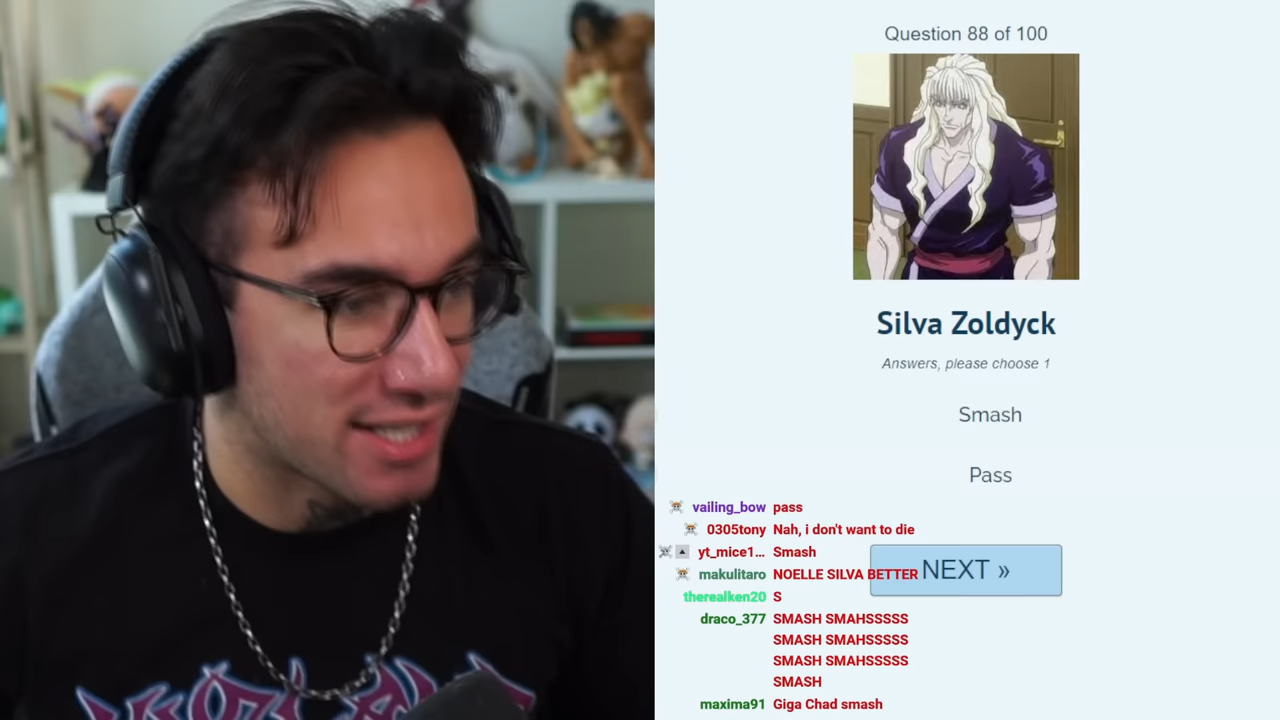 Question 88 of 100
Silva Zoldyck
Answers, please choose 1
Smash
Pass
vailing_bow pass
0305tony Nah, i don't want to die
yt_mice1... Smash
makulitaro NOELLE SILVA BETTER
NEXT »
therealken20 S
draco_377 SMASH SMAHSSSSS
SMASH SMAHSSSSS
SMASH SMAHSSSSS
SMASH
maxima91 Giga Chad smash